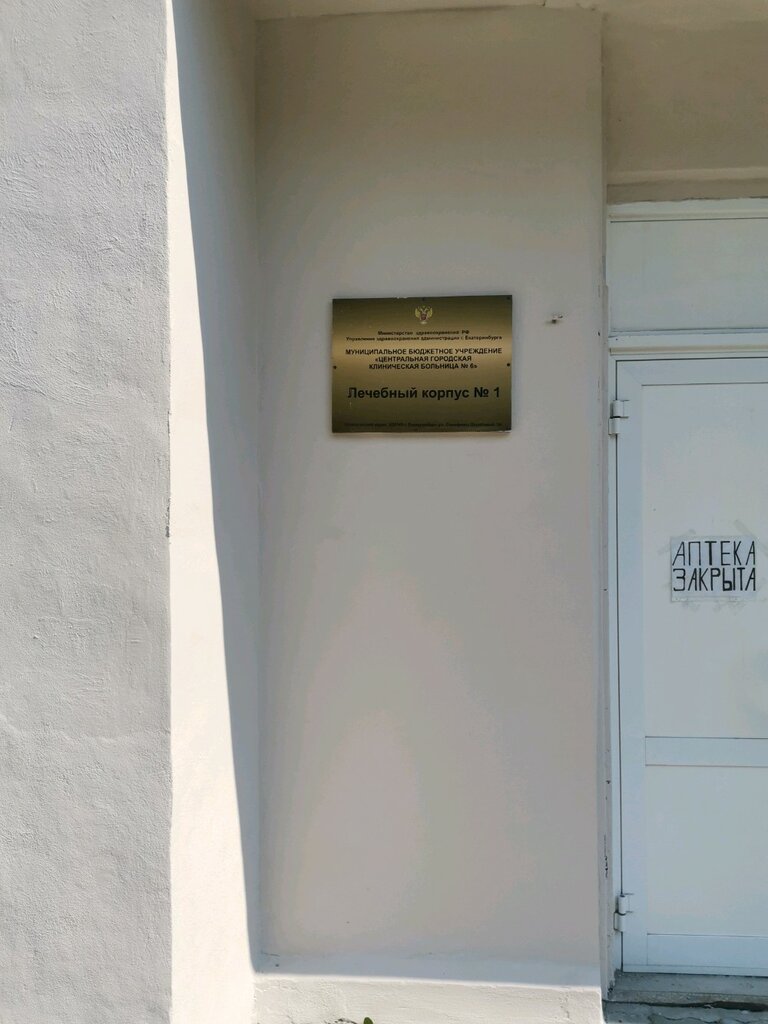 Министерство здравоохранения РФ
Управление здравоохранения администрации г. Екатеринбурга
МУНИЦИПАЛЬНОЕ БЮДЖЕТНОЕ УЧРЕЖДЕНИЕ
«ЦЕНТРАЛЬНАЯ ГОРОДСКАЯ
КЛИНИЧЕСКАЯ БОЛЬНИЦА № 6»
Лечебный корпус № 1
АПТЕКА
ЗАКРЫТА